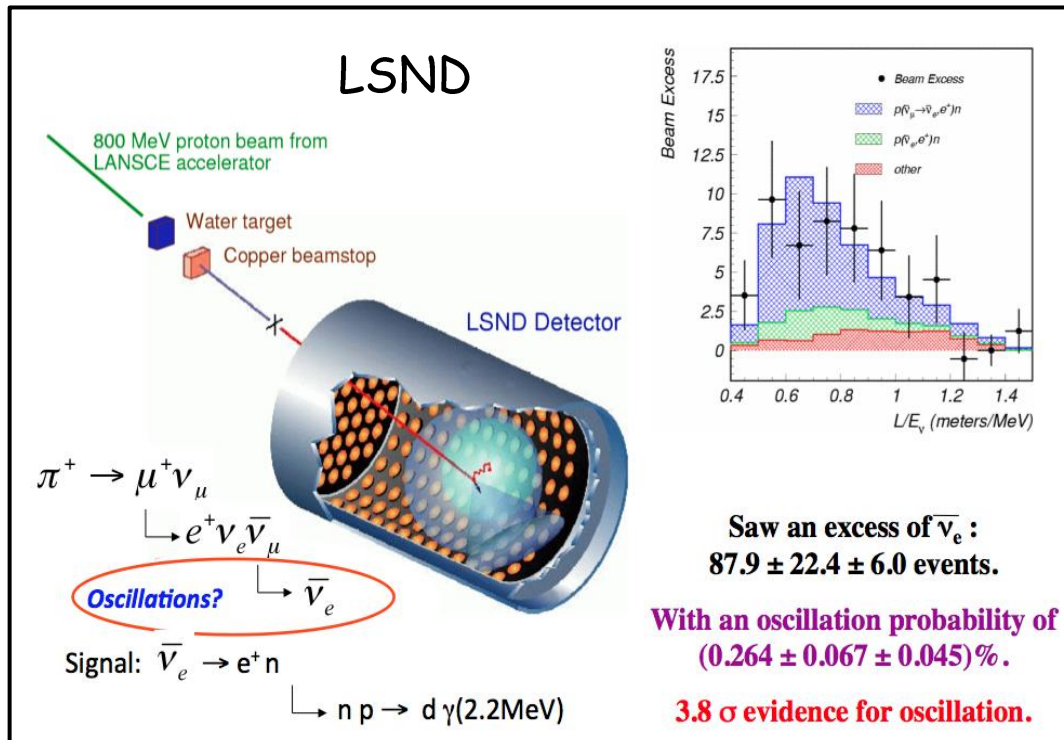 LSND
800 MeV proton beam from
LANSCE accelerator
Water target
Copper beamstop
LSND Detector
π⁺ → μ⁺ν_μ
e⁺ν_e ν̄_μ
Oscillations? ν̄_e
Signal: ν̄_e → e⁺ n
n p → d γ(2.2MeV)
Beam Excess
17.5
15
12.5
10
7.5
5
2.5
0
Beam Excess
p(ν̄_μ→ν̄_e,e⁺)n
p(ν̄_e,e⁺)n
other
0.4 0.6 0.8 1 1.2 1.4
L/E_ν (meters/MeV)
Saw an excess of ν̄_e :
87.9 ± 22.4 ± 6.0 events.
With an oscillation probability of
(0.264 ± 0.067 ± 0.045)%.
3.8 σ evidence for oscillation.